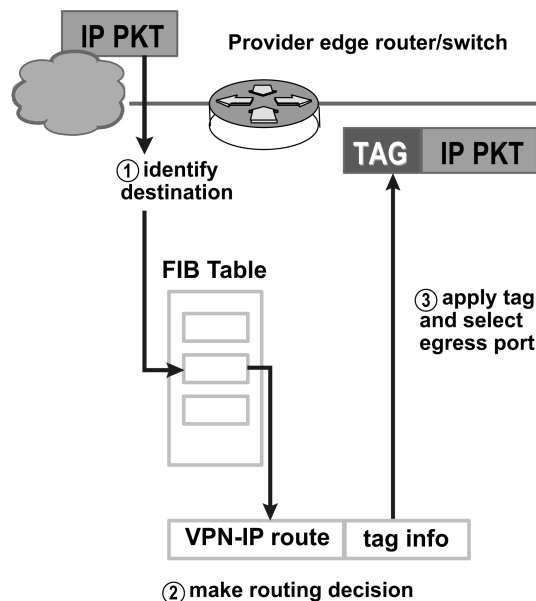 IP PKT
Provider edge router/switch
TAG IP PKT
① identify
destination
FIB Table
③ apply tag
and select
egress port
VPN-IP route tag info
② make routing decision